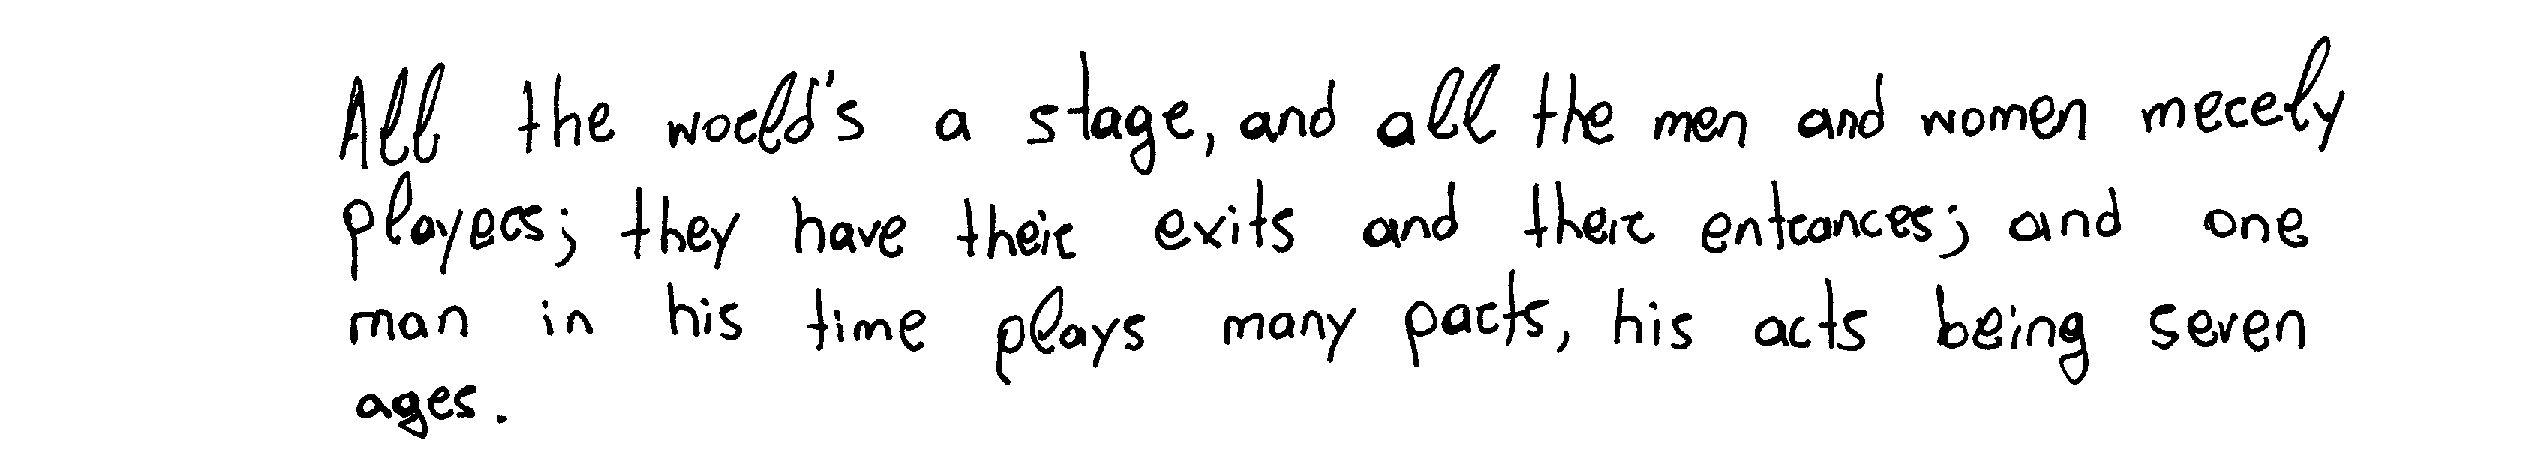 All the world's a stage, and all the men and women merely
players; they have their exits and their entrances; and one
man in his time plays many parts, his acts being seven
ages.